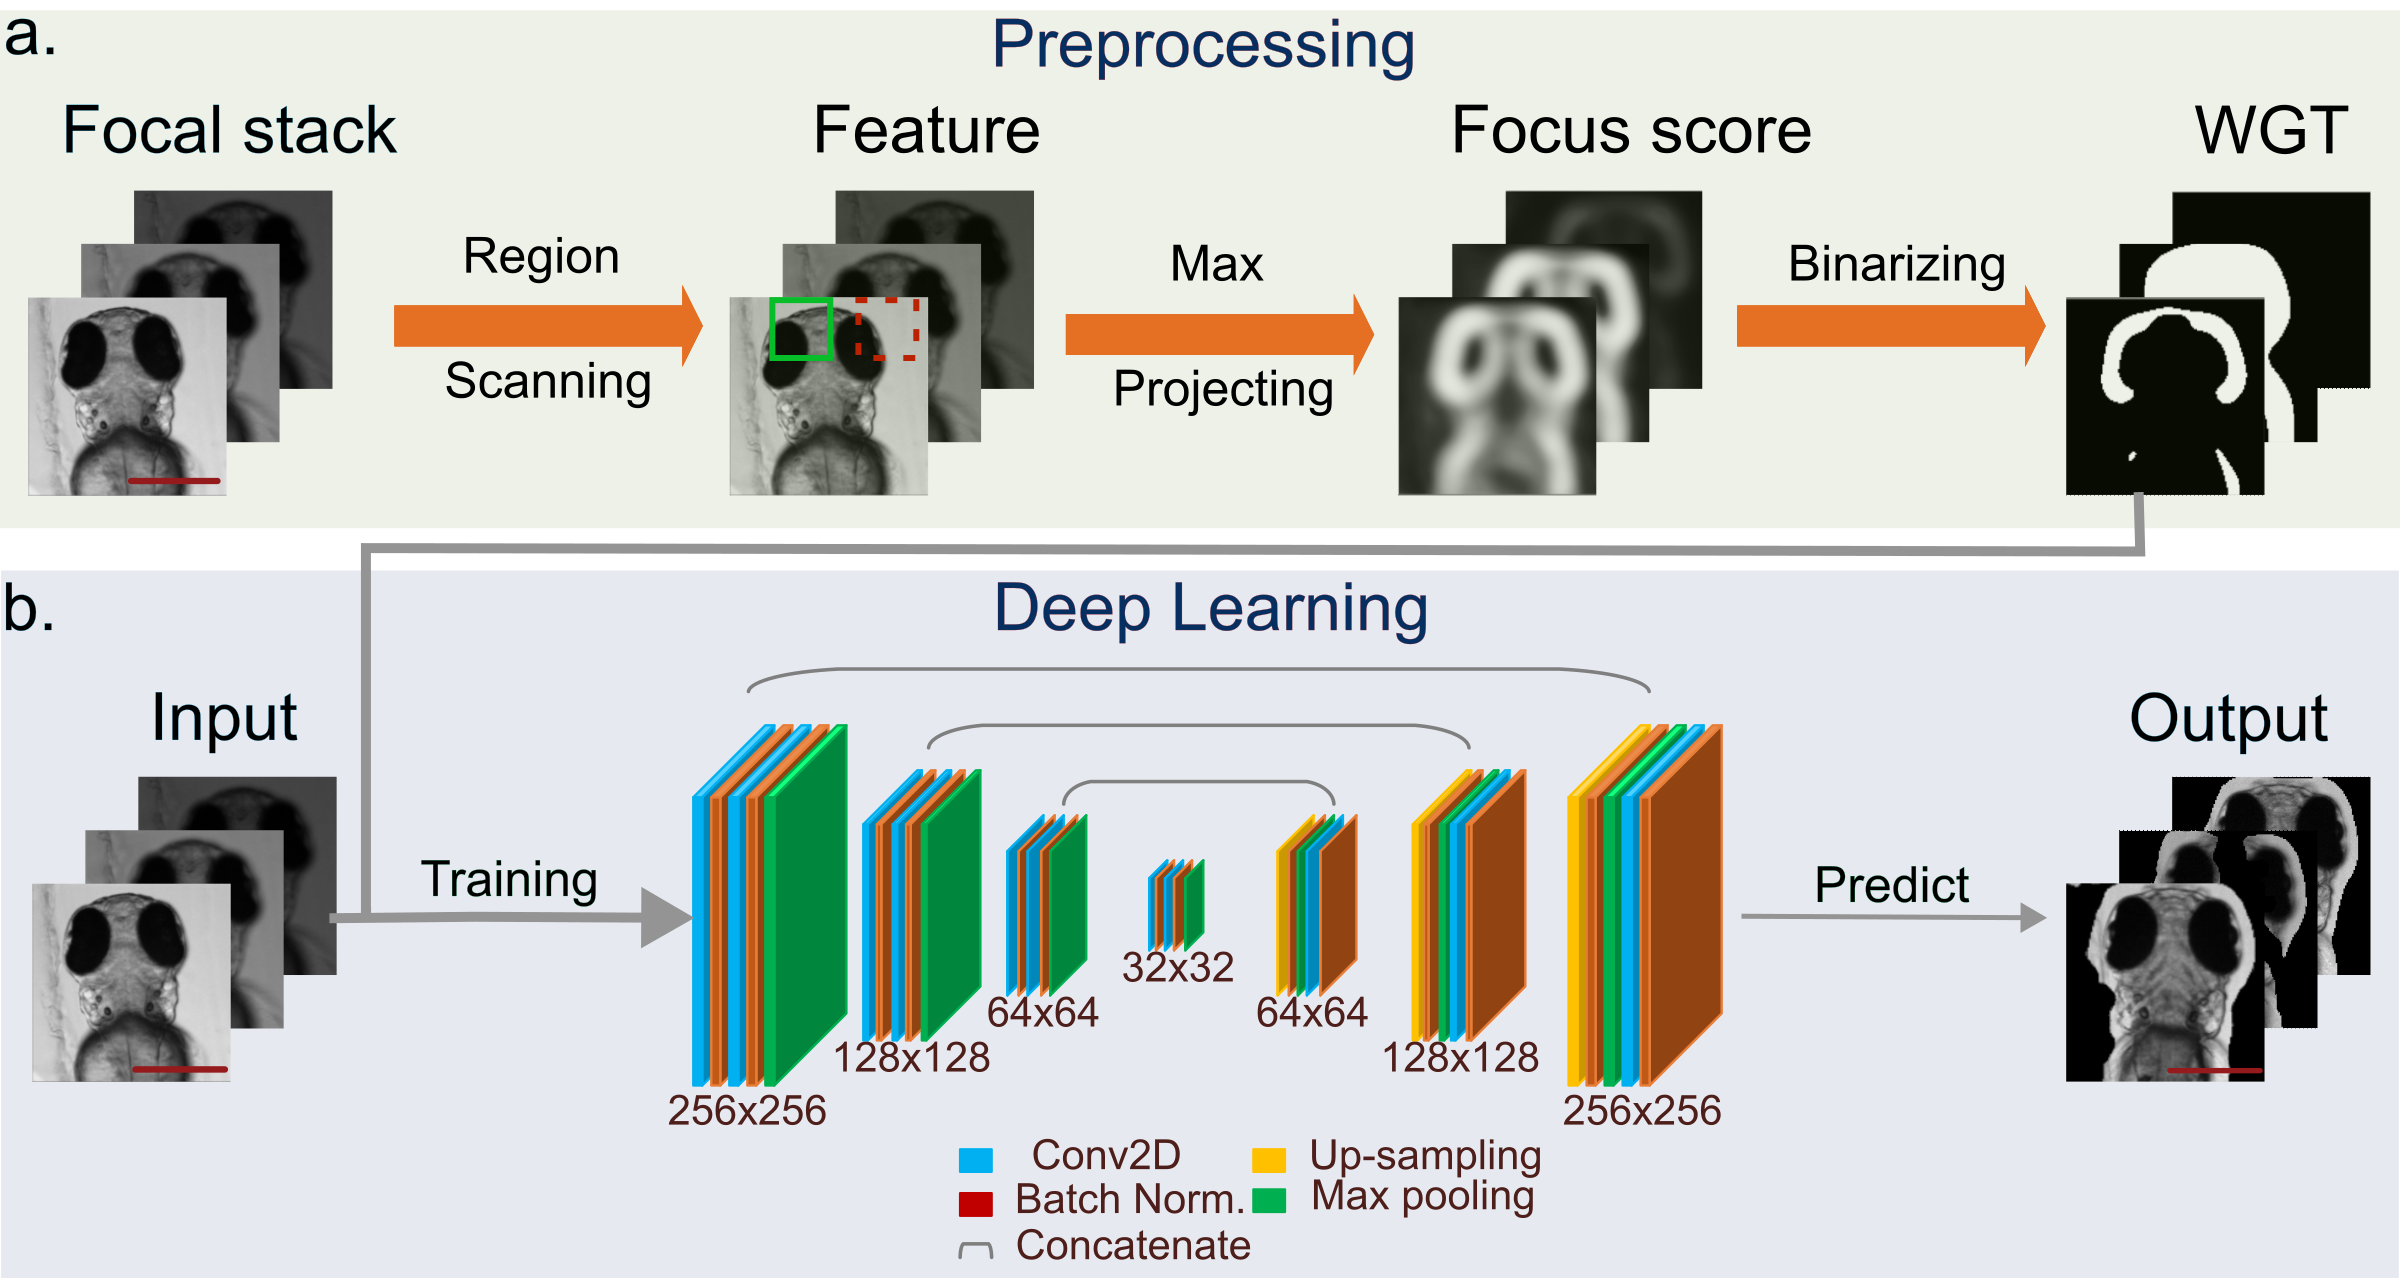 a.
Preprocessing
Focal stack
Feature
Focus score
WGT
Region
Scanning
Max
Projecting
Binarizing
b.
Deep Learning
Input
Output
Training
Predict
32x32
64x64
64x64
128x128
128x128
256x256
256x256
Conv2D
Up-sampling
Batch Norm.
Max pooling
Concatenate